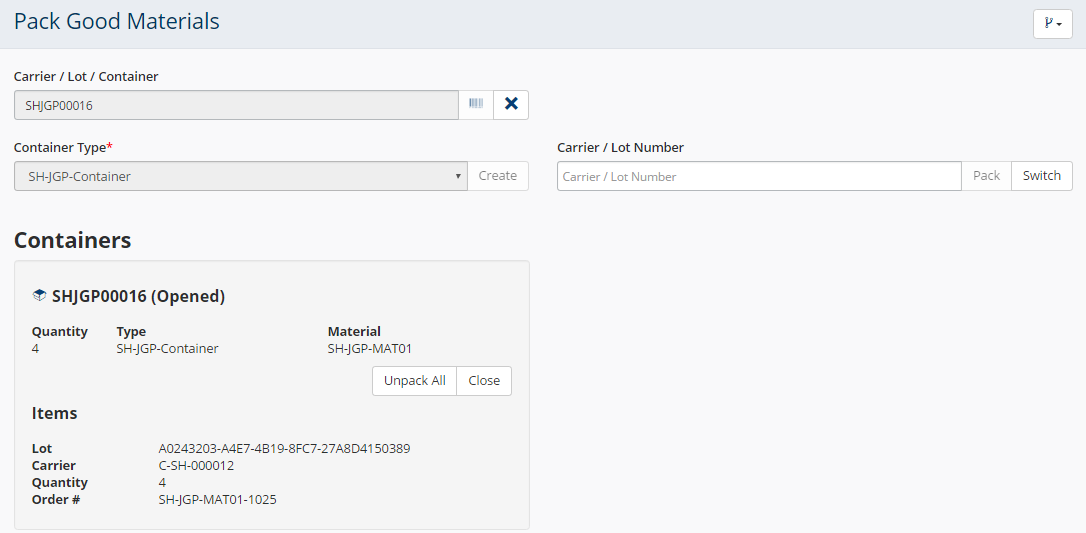 Pack Good Materials
Carrier / Lot / Container
SHJGP00016
Container Type*
SH-JGP-Container
Create
Carrier / Lot Number
Carrier / Lot Number
Pack
Switch
Containers
SHJGP00016 (Opened)
Quantity Type Material
4 SH-JGP-Container SH-JGP-MAT01
Unpack All Close
Items
Lot A0243203-A4E7-4B19-8FC7-27A8D4150389
Carrier C-SH-000012
Quantity 4
Order # SH-JGP-MAT01-1025